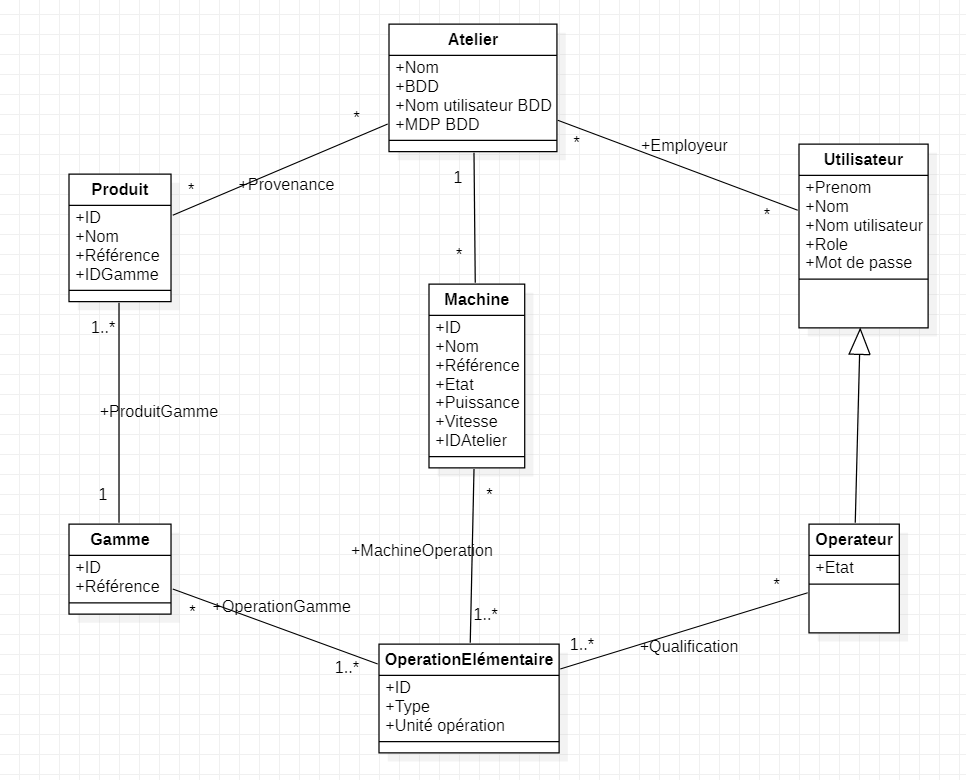 Atelier
+Nom
+BDD
+Nom utilisateur BDD
+MDP BDD
*
*
+Provenance
1
*
*
+Employeur
*
Produit
+ID
+Nom
+Référence
+IDGamme
Utilisateur
+Prenom
+Nom
+Nom utilisateur
+Role
+Mot de passe
Machine
+ID
+Nom
+Référence
+Etat
+Puissance
+Vitesse
+IDAtelier
1..*
+ProduitGamme
1
*
+MachineOperation
1..*
Gamme
+ID
+Référence
*
+OperationGamme
1..*
Operateur
+Etat
*
+Qualification
1..*
OperationElémentaire
+ID
+Type
+Unité opération